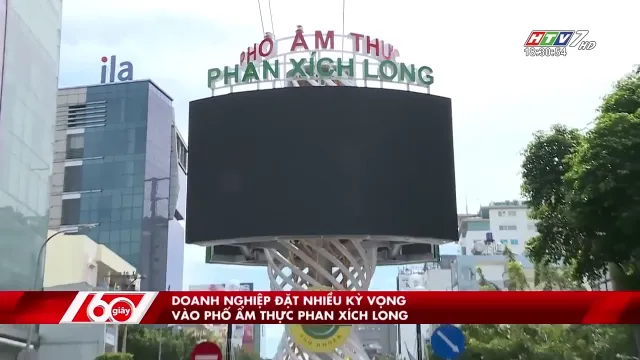 HTV7 HD
18:30:54
PHỐ ẨM THỰC
PHAN XÍCH LONG
ila
60 giây
DOANH NGHIỆP ĐẶT NHIỀU KỲ VỌNG
VÀO PHỐ ẨM THỰC PHAN XÍCH LONG